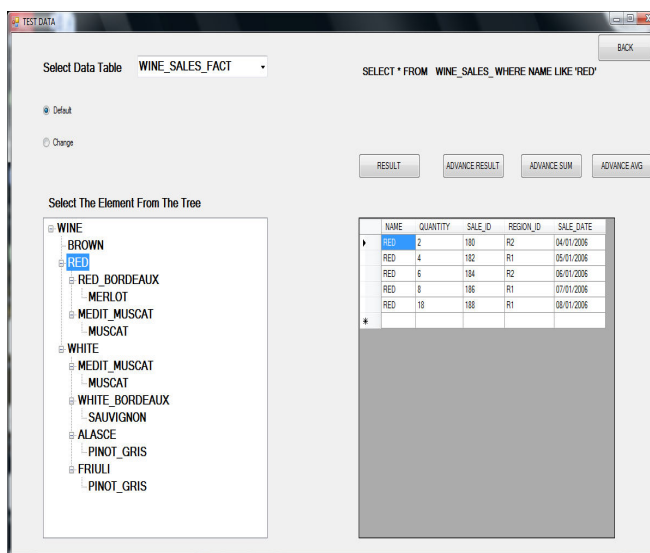 TEST DATA
BACK
Select Data Table WINE_SALES_FACT
SELECT * FROM WINE_SALES_ WHERE NAME LIKE 'RED'
Default
Change
RESULT ADVANCE RESULT ADVANCE SUM ADVANCE AVG
Select The Element From The Tree
WINE
BROWN
RED
RED_BORDEAUX
MERLOT
MEDIT_MUSCAT
MUSCAT
WHITE
MEDIT_MUSCAT
MUSCAT
WHITE_BORDEAUX
SAUVIGNON
ALASCE
PINOT_GRIS
FRIULI
PINOT_GRIS
NAME QUANTITY SALE_ID REGION_ID SALE_DATE
RED 2 180 R2 04/01/2006
RED 4 182 R1 05/01/2006
RED 6 184 R2 06/01/2006
RED 8 186 R1 07/01/2006
RED 18 188 R1 08/01/2006